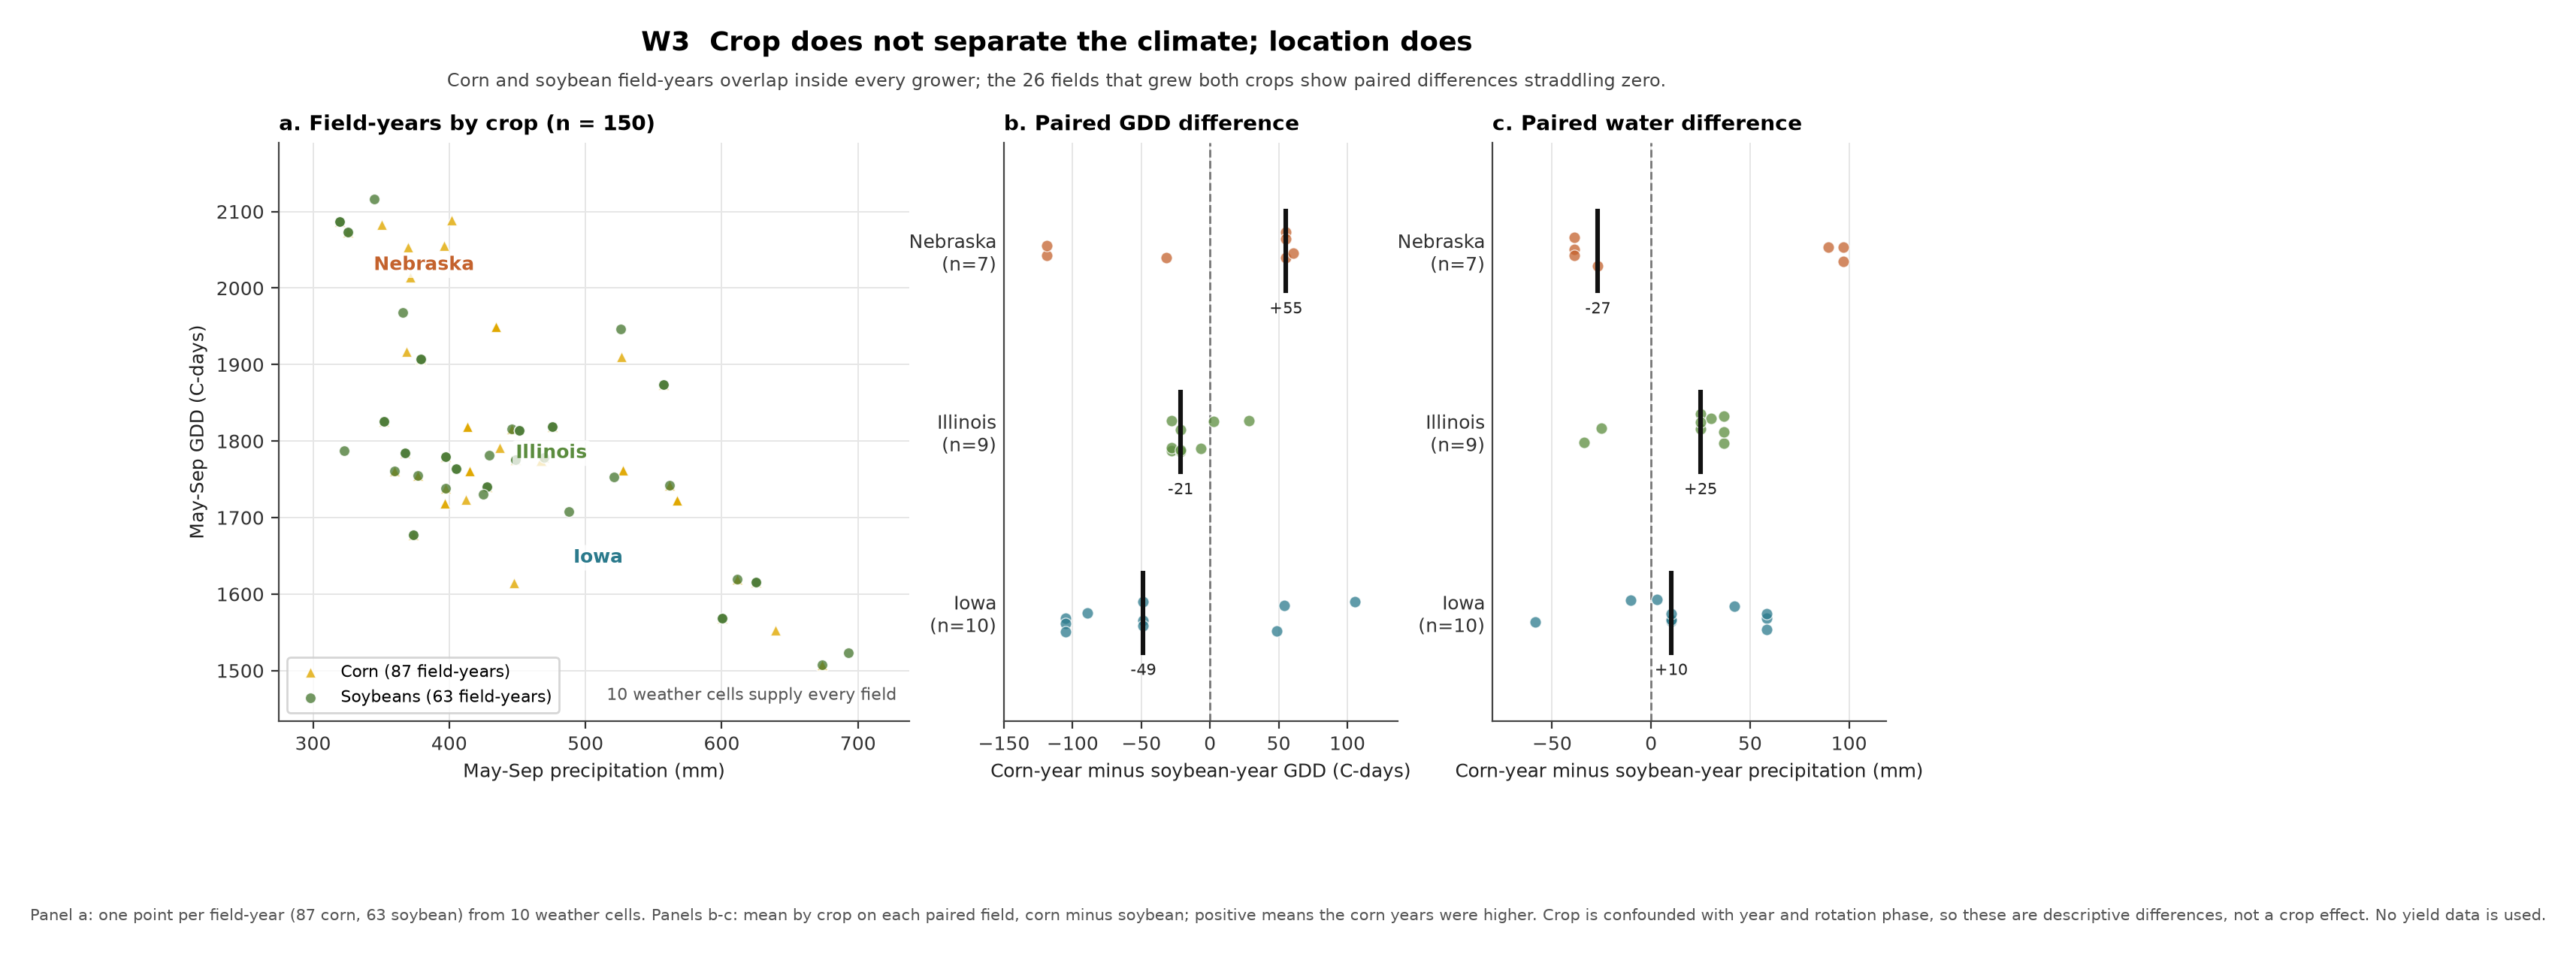 W3  Crop does not separate the climate; location does
Corn and soybean field-years overlap inside every grower; the 26 fields that grew both crops show paired differences straddling zero.
a. Field-years by crop (n = 150)
May-Sep GDD (C-days)
2100
2000
1900
1800
1700
1600
1500
Nebraska
Illinois
Iowa
Corn (87 field-years)
Soybeans (63 field-years)
10 weather cells supply every field
300 400 500 600 700
May-Sep precipitation (mm)
b. Paired GDD difference
Nebraska
(n=7)
+55
Illinois
(n=9)
-21
Iowa
(n=10)
-49
−150 −100 −50 0 50 100
Corn-year minus soybean-year GDD (C-days)
c. Paired water difference
Nebraska
(n=7)
-27
Illinois
(n=9)
+25
Iowa
(n=10)
+10
−50 0 50 100
Corn-year minus soybean-year precipitation (mm)
Panel a: one point per field-year (87 corn, 63 soybean) from 10 weather cells. Panels b-c: mean by crop on each paired field, corn minus soybean; positive means the corn years were higher. Crop is confounded with year and rotation phase, so these are descriptive differences, not a crop effect. No yield data is used.